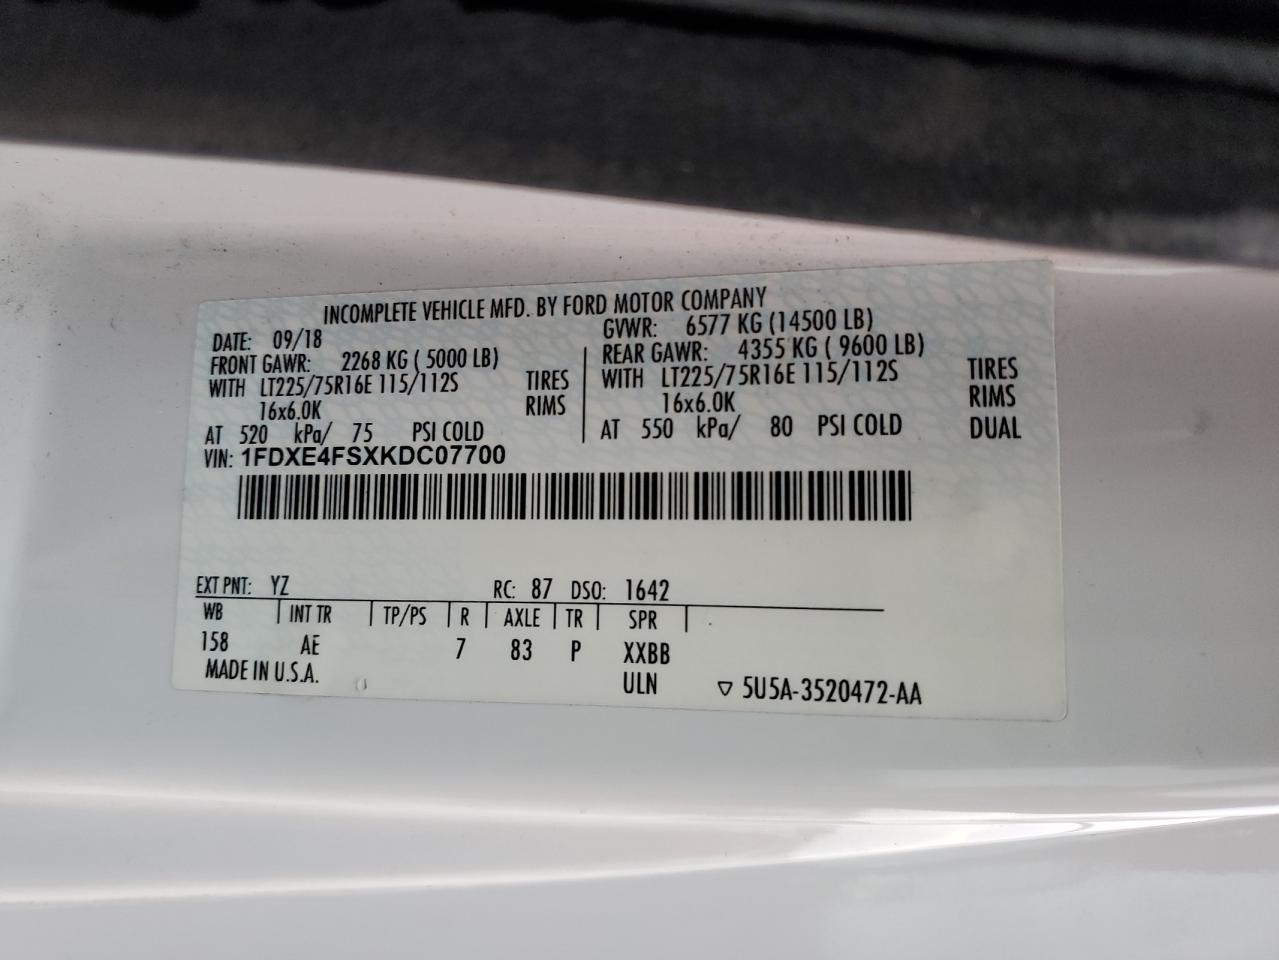 INCOMPLETE VEHICLE MFD. BY FORD MOTOR COMPANY
DATE: 09/18 GVWR: 6577 KG (14500 LB)
FRONT GAWR: 2268 KG ( 5000 LB) REAR GAWR: 4355 KG ( 9600 LB)
WITH LT225/75R16E 115/112S TIRES WITH LT225/75R16E 115/112S TIRES
16x6.0K RIMS 16x6.0K RIMS
AT 520 kPa/ 75 PSI COLD AT 550 kPa/ 80 PSI COLD DUAL
VIN: 1FDXE4FSXKDC07700
EXT PNT: YZ RC: 87 DSO: 1642
WB INT TR TP/PS R AXLE TR SPR
158 AE 7 83 P XXBB
MADE IN U.S.A. ULN ▽ 5U5A-3520472-AA